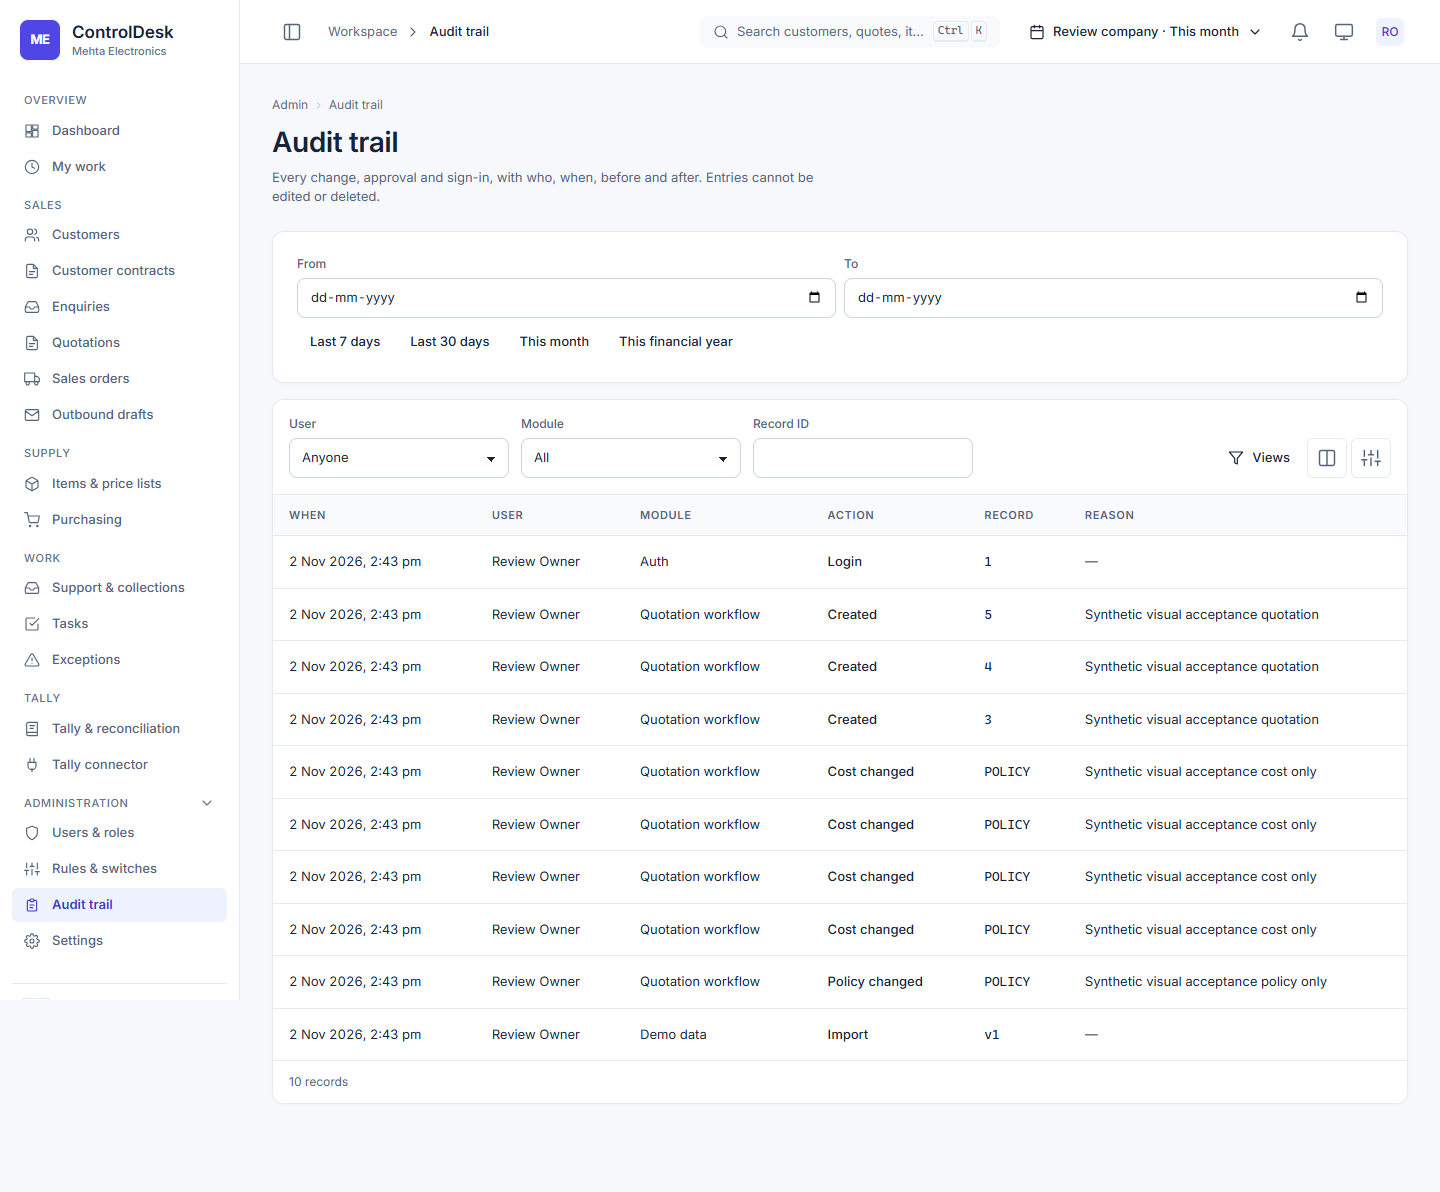 ME
ControlDesk
Mehta Electronics
OVERVIEW
Dashboard
My work
SALES
Customers
Customer contracts
Enquiries
Quotations
Sales orders
Outbound drafts
SUPPLY
Items & price lists
Purchasing
WORK
Support & collections
Tasks
Exceptions
TALLY
Tally & reconciliation
Tally connector
ADMINISTRATION
Users & roles
Rules & switches
Audit trail
Settings
Workspace > Audit trail
Search customers, quotes, it... Ctrl K
Review company · This month
RO
Admin › Audit trail
Audit trail
Every change, approval and sign-in, with who, when, before and after. Entries cannot be
edited or deleted.
From To
dd-mm-yyyy dd-mm-yyyy
Last 7 days Last 30 days This month This financial year
User Module Record ID
Anyone All Views
WHEN USER MODULE ACTION RECORD REASON
2 Nov 2026, 2:43 pm Review Owner Auth Login 1 —
2 Nov 2026, 2:43 pm Review Owner Quotation workflow Created 5 Synthetic visual acceptance quotation
2 Nov 2026, 2:43 pm Review Owner Quotation workflow Created 4 Synthetic visual acceptance quotation
2 Nov 2026, 2:43 pm Review Owner Quotation workflow Created 3 Synthetic visual acceptance quotation
2 Nov 2026, 2:43 pm Review Owner Quotation workflow Cost changed POLICY Synthetic visual acceptance cost only
2 Nov 2026, 2:43 pm Review Owner Quotation workflow Cost changed POLICY Synthetic visual acceptance cost only
2 Nov 2026, 2:43 pm Review Owner Quotation workflow Cost changed POLICY Synthetic visual acceptance cost only
2 Nov 2026, 2:43 pm Review Owner Quotation workflow Cost changed POLICY Synthetic visual acceptance cost only
2 Nov 2026, 2:43 pm Review Owner Quotation workflow Policy changed POLICY Synthetic visual acceptance policy only
2 Nov 2026, 2:43 pm Review Owner Demo data Import v1 —
10 records